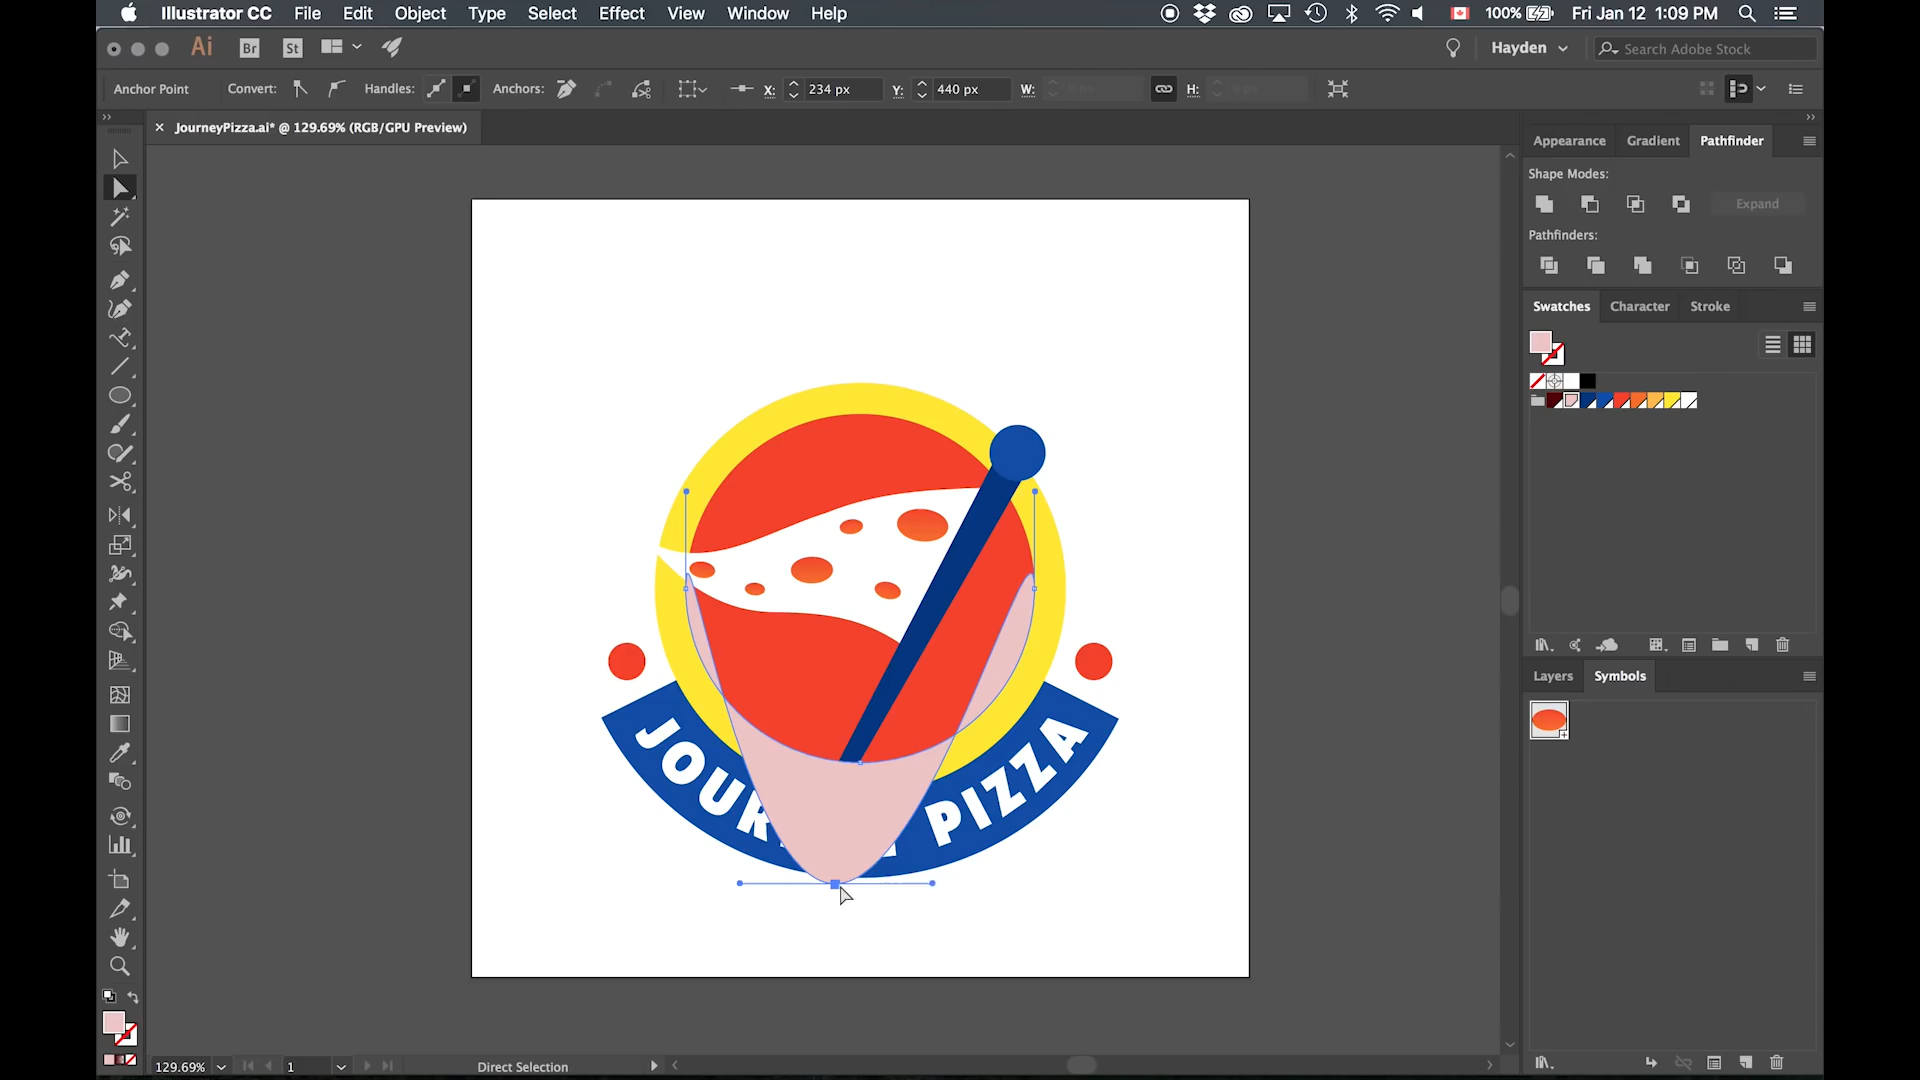 Illustrator CC File Edit Object Type Select Effect View Window Help 100% Fri Jan 12 1:09 PM
Ai Br St Hayden Search Adobe Stock
Anchor Point Convert: Handles: Anchors: X: 234 px Y: 440 px W: H:
JourneyPizza.ai* @ 129.69% (RGB/GPU Preview)
Appearance Gradient Pathfinder
Shape Modes:
Expand
Pathfinders:
Swatches Character Stroke
Layers Symbols
PIZZA
129.69% 1 Direct Selection